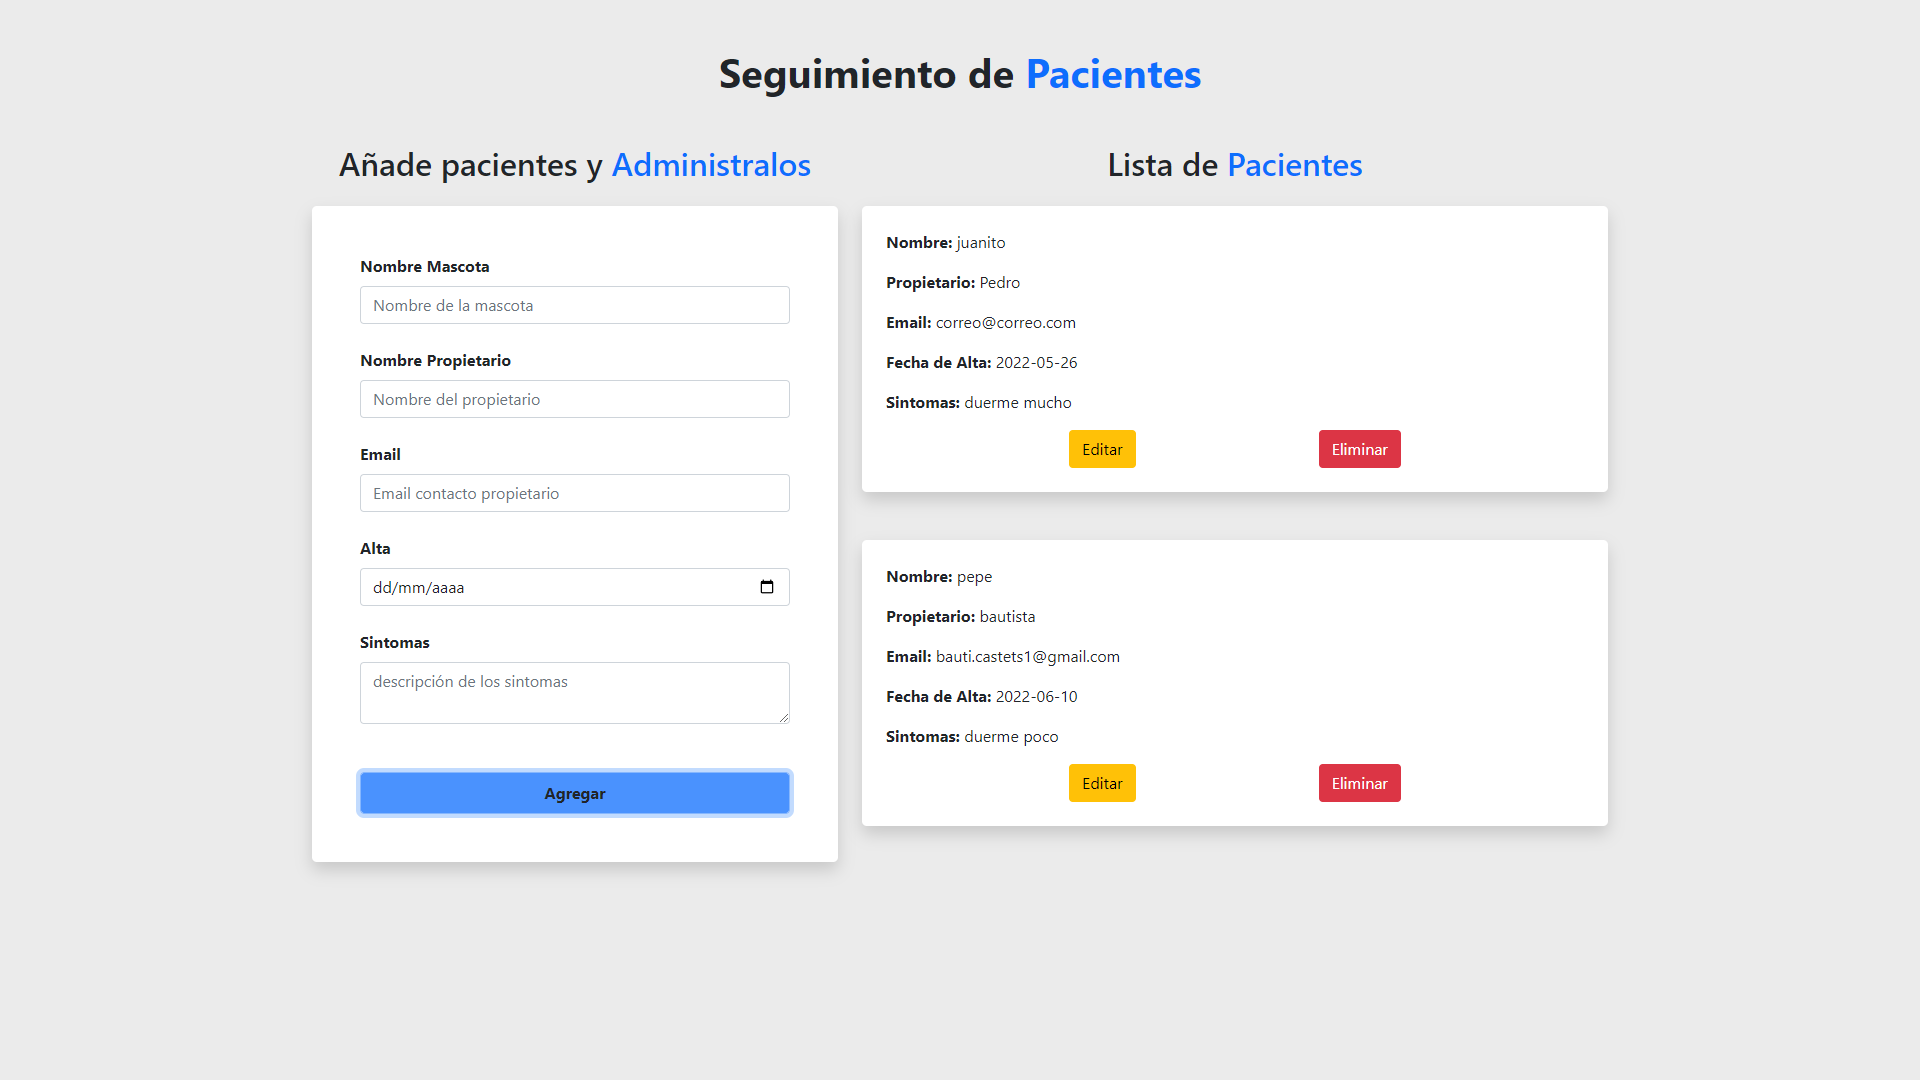 Seguimiento de Pacientes
Añade pacientes y Administralos
Nombre Mascota
Nombre de la mascota
Nombre Propietario
Nombre del propietario
Email
Email contacto propietario
Alta
dd/mm/aaaa
Sintomas
descripción de los sintomas
Agregar
Lista de Pacientes
Nombre: juanito
Propietario: Pedro
Email: correo@correo.com
Fecha de Alta: 2022-05-26
Sintomas: duerme mucho
Editar Eliminar
Nombre: pepe
Propietario: bautista
Email: bauti.castets1@gmail.com
Fecha de Alta: 2022-06-10
Sintomas: duerme poco
Editar Eliminar